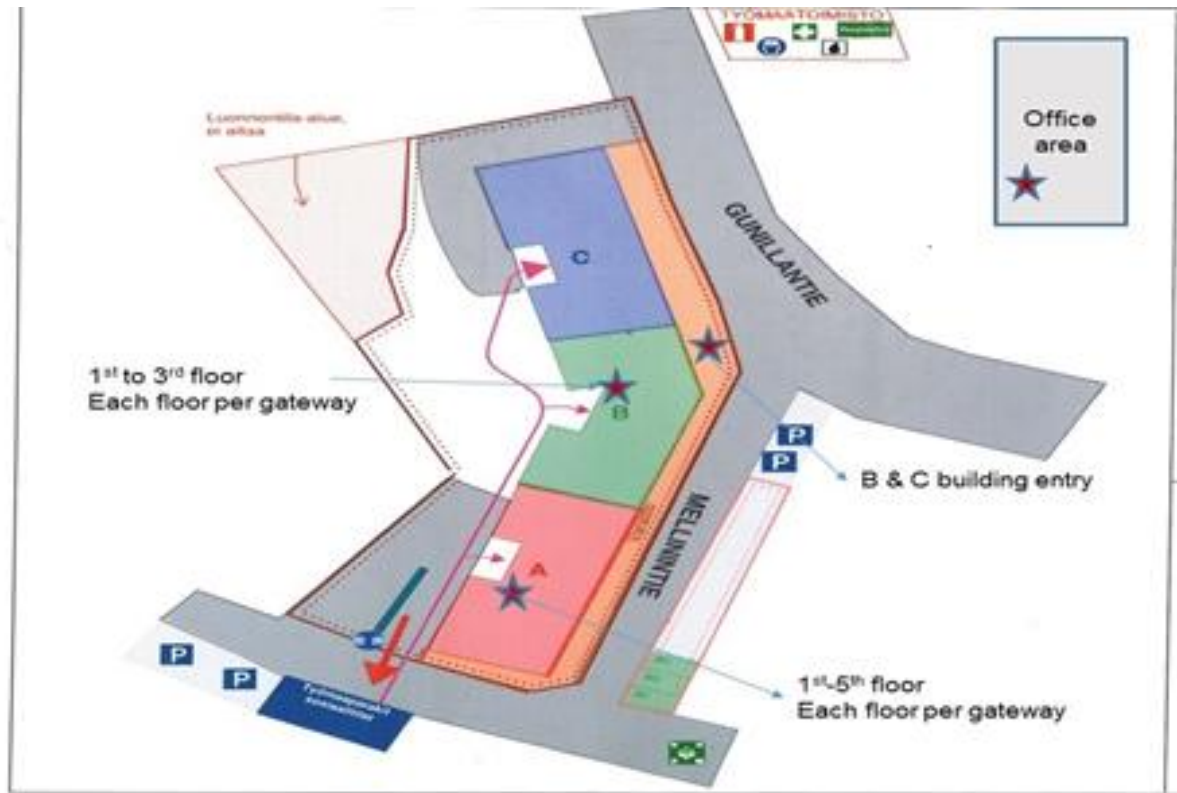 TYÖMAATOIMISTO
Office
area
Luonnontila alue,
ei aitaa
GUNILLANTIE
C
1st to 3rd floor
Each floor per gateway
B
P
P
B & C building entry
MELLININTIE
A
P
P
1st-5th floor
Each floor per gateway